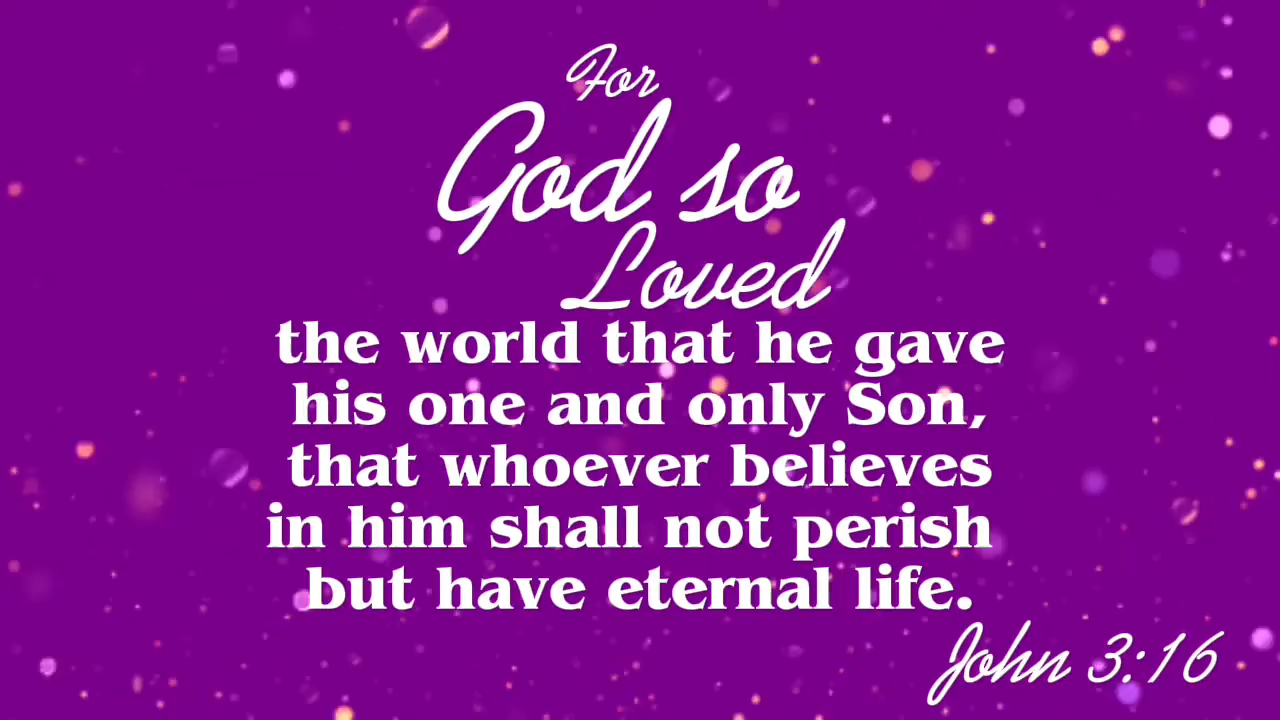 For
God so
Loved
the world that he gave
his one and only Son,
that whoever believes
in him shall not perish
but have eternal life.
John 3:16